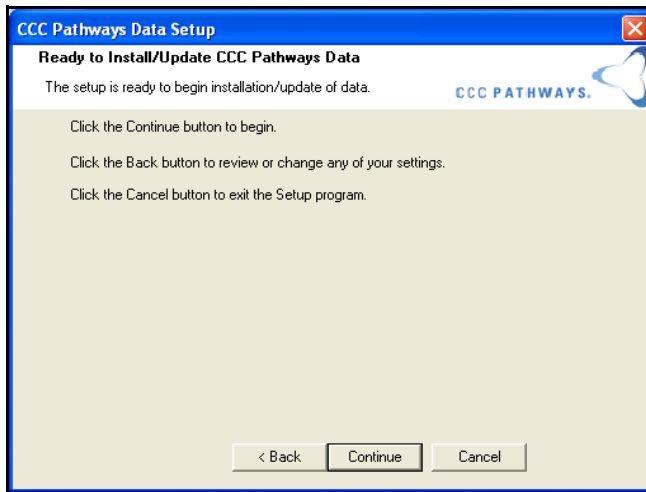 CCC Pathways Data Setup
Ready to Install/Update CCC Pathways Data
The setup is ready to begin installation/update of data.
CCC PATHWAYS.
Click the Continue button to begin.
Click the Back button to review or change any of your settings.
Click the Cancel button to exit the Setup program.
< Back Continue Cancel